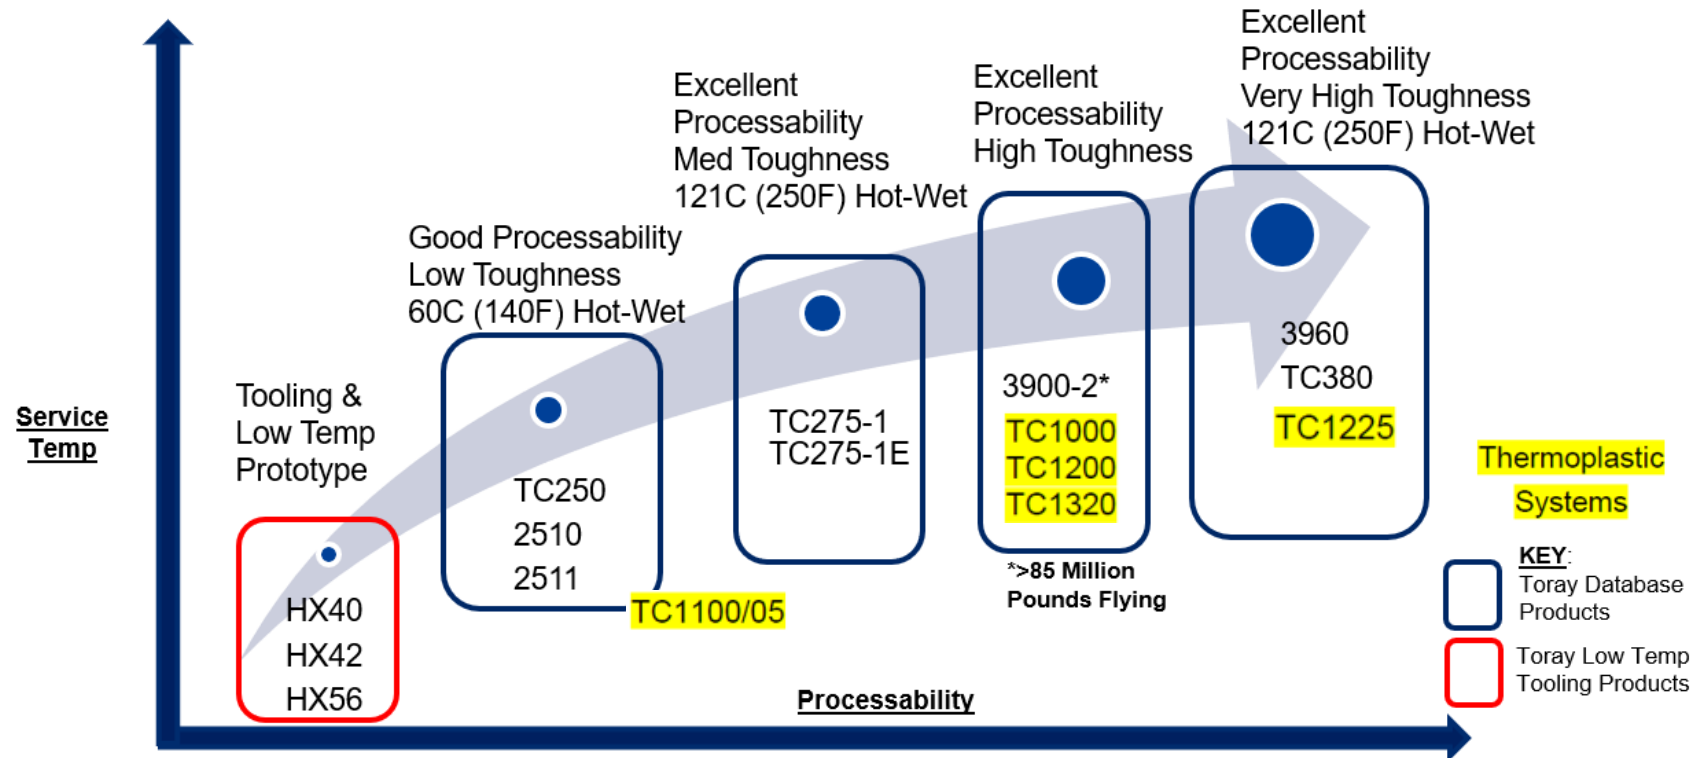 Service
Temp
Tooling &
Low Temp
Prototype
HX40
HX42
HX56
Good Processability
Low Toughness
60C (140F) Hot-Wet
TC250
2510
2511
TC1100/05
Excellent
Processability
Med Toughness
121C (250F) Hot-Wet
TC275-1
TC275-1E
Excellent
Processability
High Toughness
3900-2*
TC1000
TC1200
TC1320
*>85 Million
Pounds Flying
Excellent
Processability
Very High Toughness
121C (250F) Hot-Wet
3960
TC380
TC1225
Thermoplastic
Systems
KEY:
Toray Database
Products
Toray Low Temp
Tooling Products
Processability